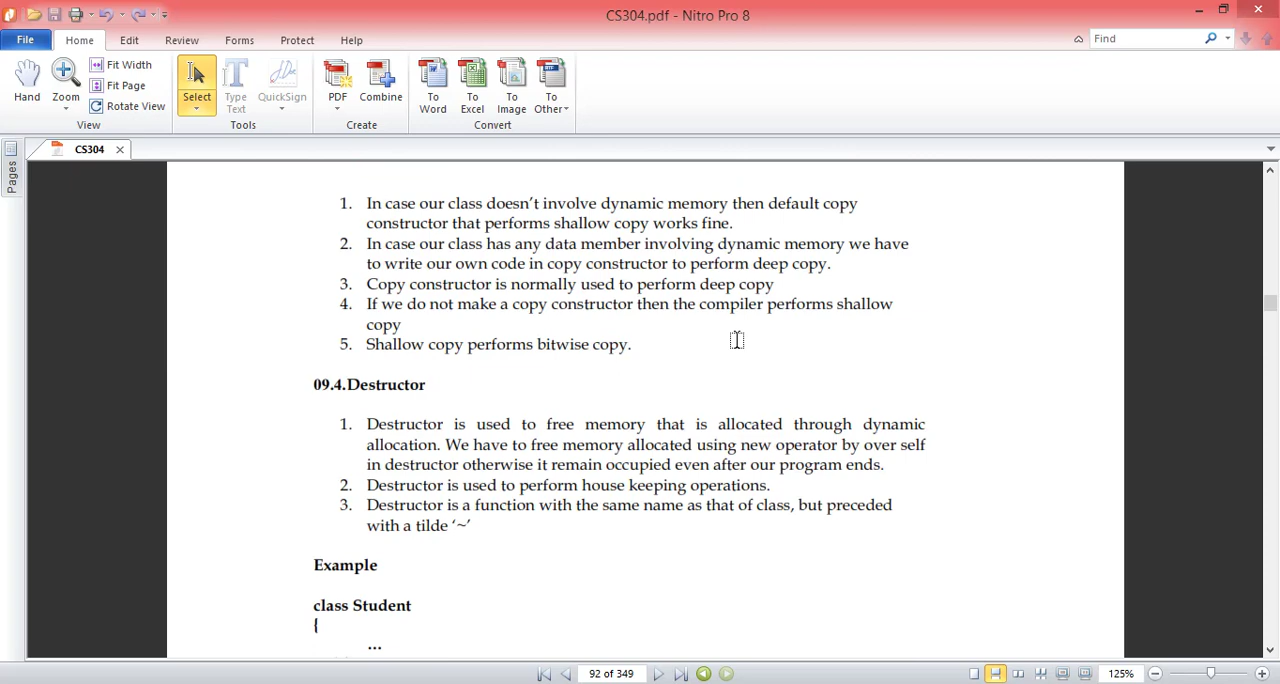 CS304.pdf - Nitro Pro 8
File Home Edit Review Forms Protect Help Find
Hand Zoom Fit Width Fit Page Rotate View Select Type Text QuickSign PDF Combine To Word To Excel To Image To Other
View Tools Create Convert
CS304
Pages
1. In case our class doesn't involve dynamic memory then default copy
constructor that performs shallow copy works fine.
2. In case our class has any data member involving dynamic memory we have
to write our own code in copy constructor to perform deep copy.
3. Copy constructor is normally used to perform deep copy
4. If we do not make a copy constructor then the compiler performs shallow
copy
5. Shallow copy performs bitwise copy.
09.4.Destructor
1. Destructor is used to free memory that is allocated through dynamic
allocation. We have to free memory allocated using new operator by over self
in destructor otherwise it remain occupied even after our program ends.
2. Destructor is used to perform house keeping operations.
3. Destructor is a function with the same name as that of class, but preceded
with a tilde '~'
Example
class Student
{
...
92 of 349 125%